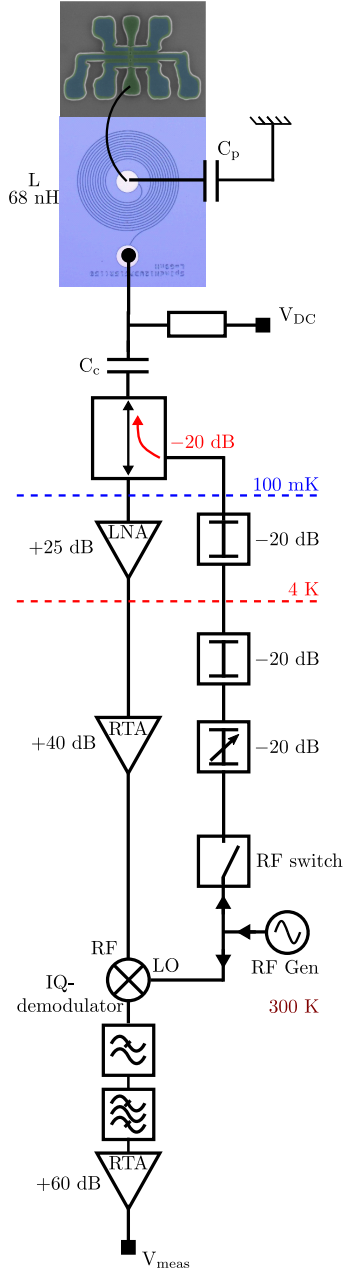 C_p
L
68 nH
V_DC
C_c
−20 dB
100 mK
LNA
+25 dB
−20 dB
4 K
−20 dB
RTA
+40 dB
−20 dB
RF switch
RF
LO
RF Gen
IQ-
demodulator
300 K
RTA
+60 dB
V_meas